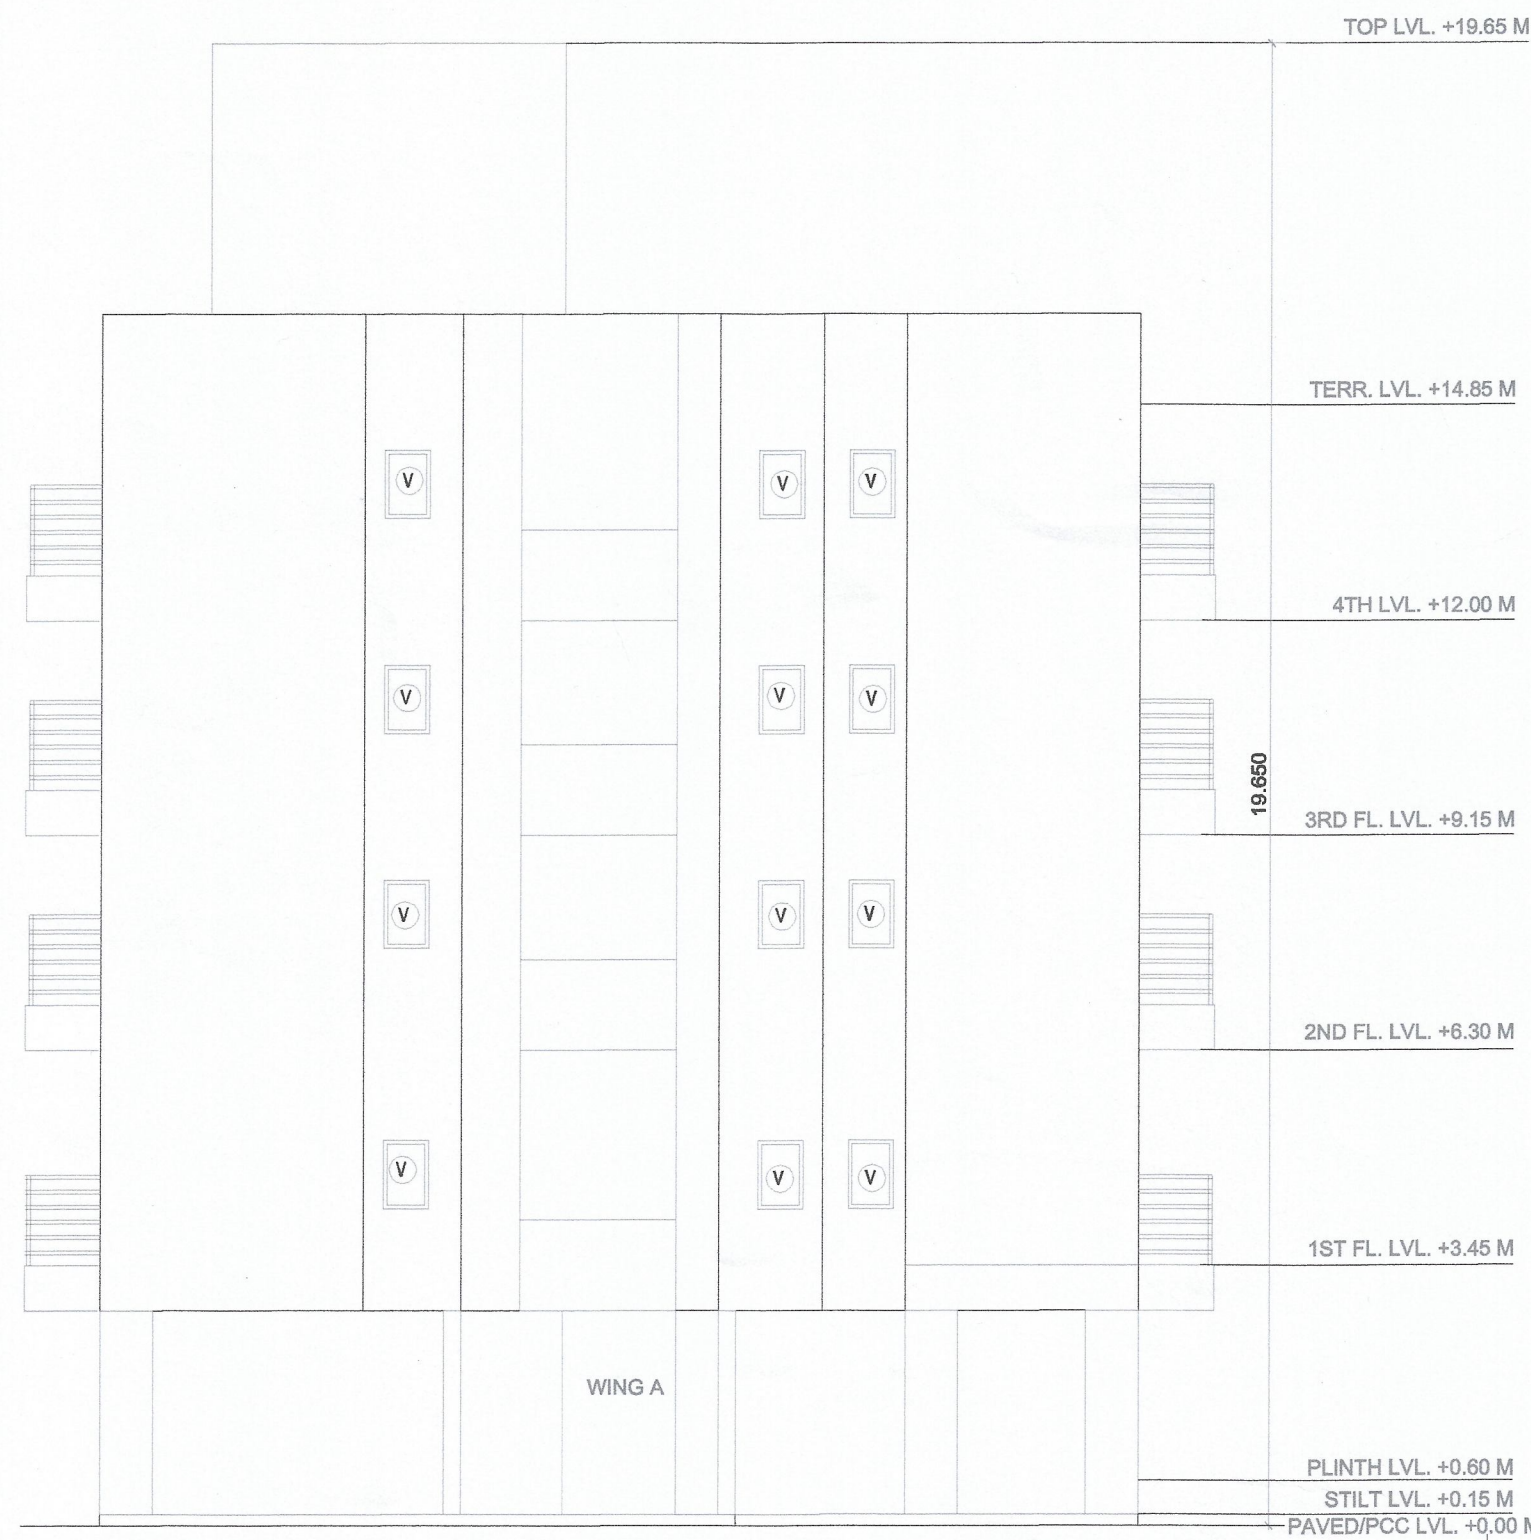 TOP LVL. +19.65 M
TERR. LVL. +14.85 M
V V V
4TH LVL. +12.00 M
V V V
19.650
3RD FL. LVL. +9.15 M
V V V
2ND FL. LVL. +6.30 M
V V V
1ST FL. LVL. +3.45 M
WING A
PLINTH LVL. +0.60 M
STILT LVL. +0.15 M
PAVED/PCC LVL. +0.00 M